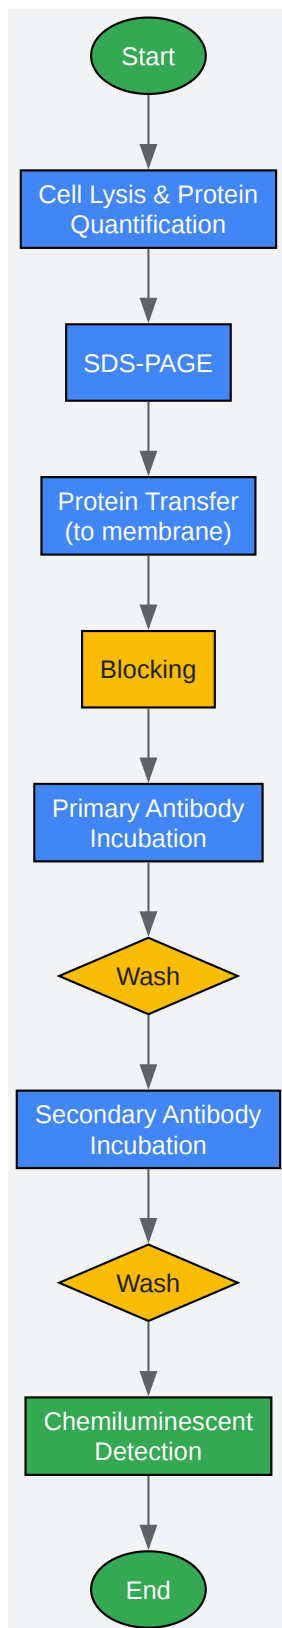 Start
Cell Lysis & Protein
Quantification
SDS-PAGE
Protein Transfer
(to membrane)
Blocking
Primary Antibody
Incubation
Wash
Secondary Antibody
Incubation
Wash
Chemiluminescent
Detection
End